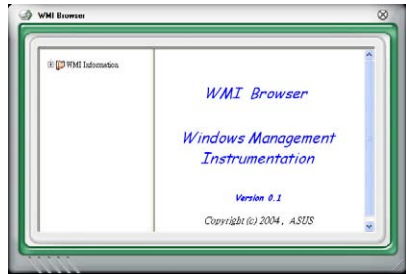 WMI Browser
WMI Information
WMI Browser
Windows Management
Instrumentation
Version 0.1
Copyright (c) 2004, ASUS